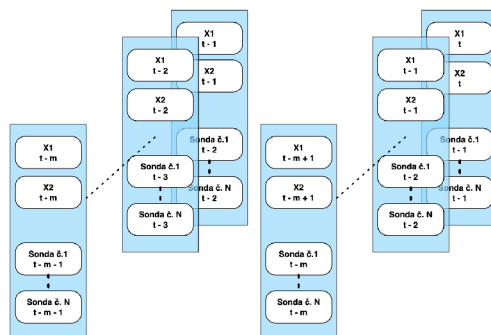 X1
t - 1
X2
t - 1
Sonda č.1
t - 2
Sonda č. N
t - 2
X1
t - 2
X2
t - 2
Sonda č.1
t - 3
Sonda č. N
t - 3
X1
t - m
X2
t - m
Sonda č.1
t - m - 1
Sonda č. N
t - m - 1
X1
t
X2
t
Sonda č.1
t - 1
Sonda č. N
t - 1
X1
t - 1
X2
t - 1
Sonda č.1
t - 2
Sonda č. N
t - 2
X1
t - m + 1
X2
t - m + 1
Sonda č.1
t - m
Sonda č. N
t - m